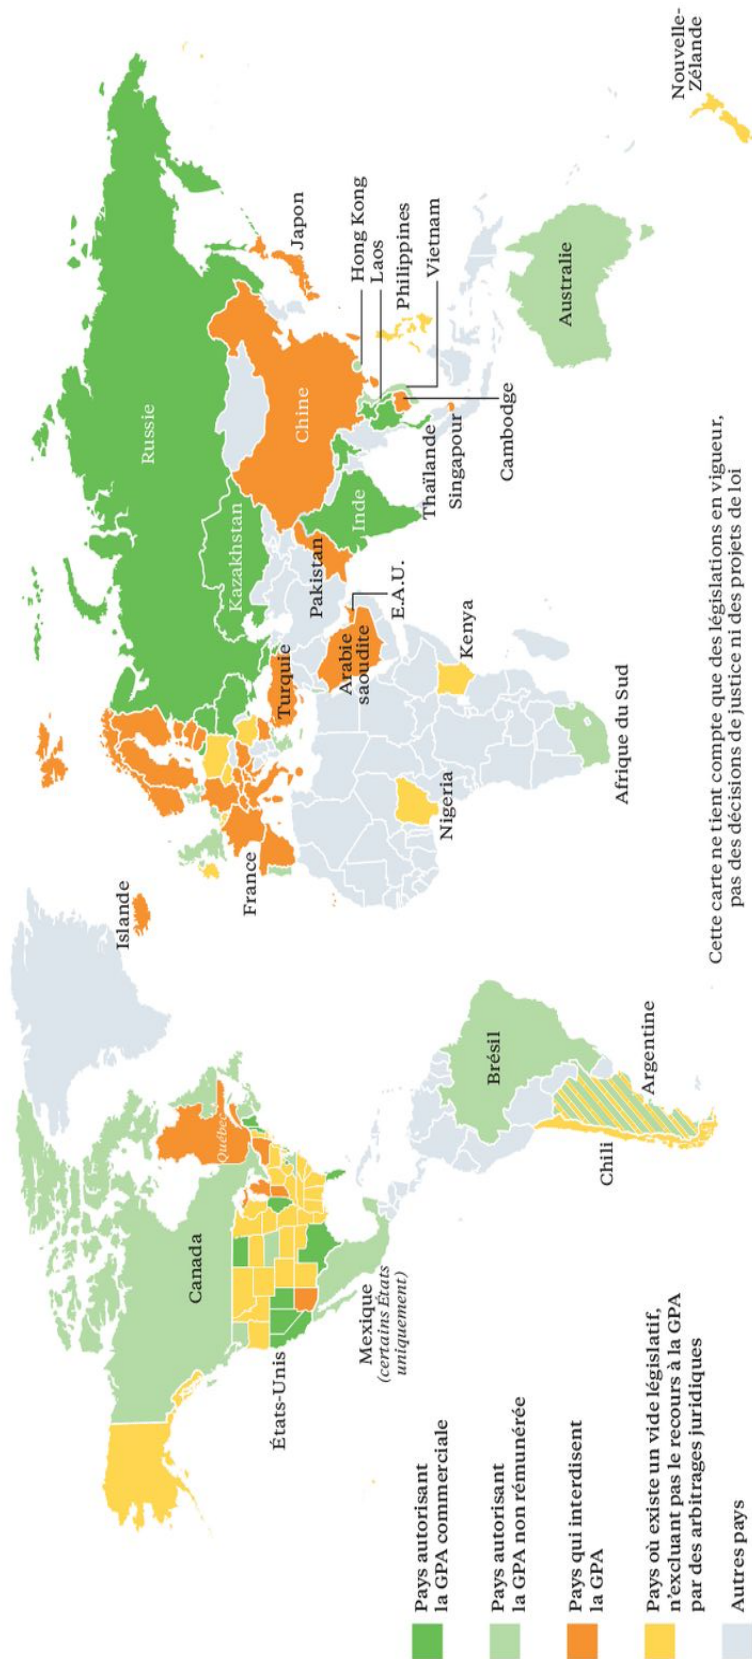 Islande
Canada
Québec
États-Unis
Mexique
(certains États
uniquement)
Brésil
Chili
Argentine
France
Turquie
Russie
Kazakhstan
Chine
Japon
Pakistan
Inde
Arabie
saoudite
E.A.U.
Hong Kong
Laos
Philippines
Vietnam
Thaïlande
Singapour
Cambodge
Nigeria
Kenya
Afrique du Sud
Australie
Nouvelle-
Zélande
Pays autorisant
la GPA commerciale
Pays autorisant
la GPA non rémunérée
Pays qui interdisent
la GPA
Pays où existe un vide législatif,
n'excluant pas le recours à la GPA
par des arbitrages juridiques
Autres pays
Cette carte ne tient compte que des législations en vigueur,
pas des décisions de justice ni des projets de loi